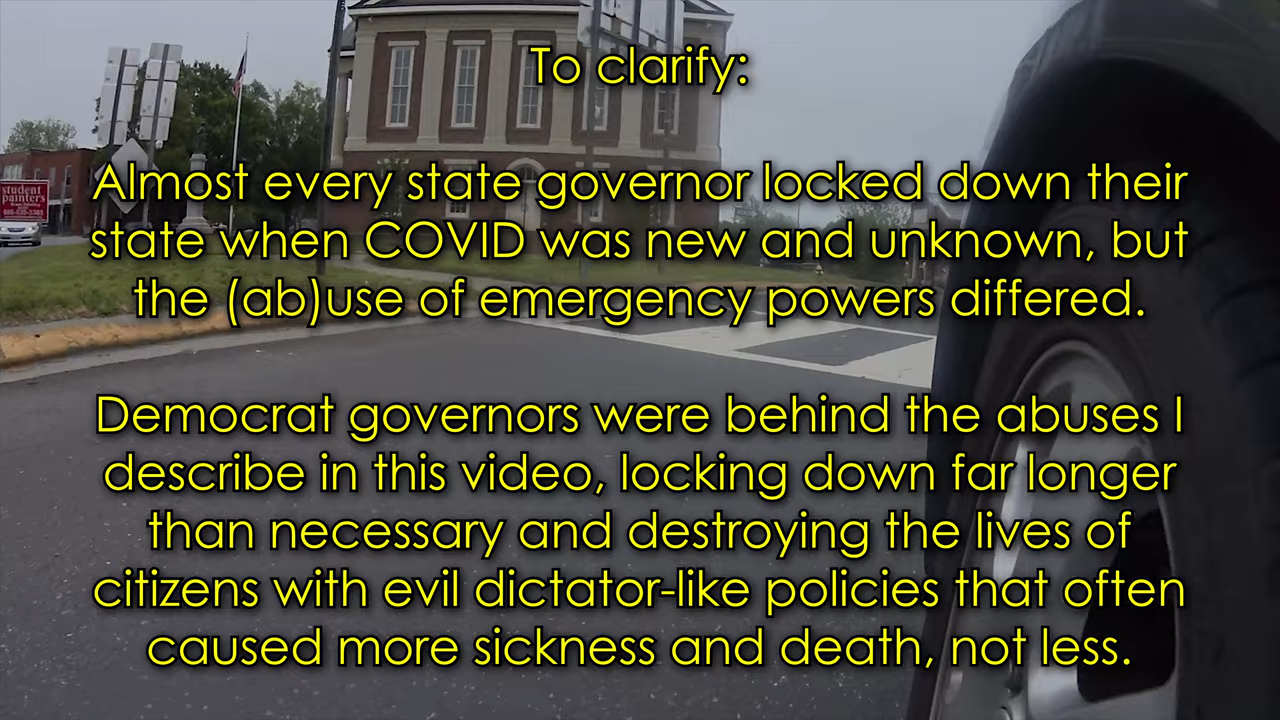 To clarify:
Almost every state governor locked down their
state when COVID was new and unknown, but
the (ab)use of emergency powers differed.
Democrat governors were behind the abuses I
describe in this video, locking down far longer
than necessary and destroying the lives of
citizens with evil dictator-like policies that often
caused more sickness and death, not less.
student
painters